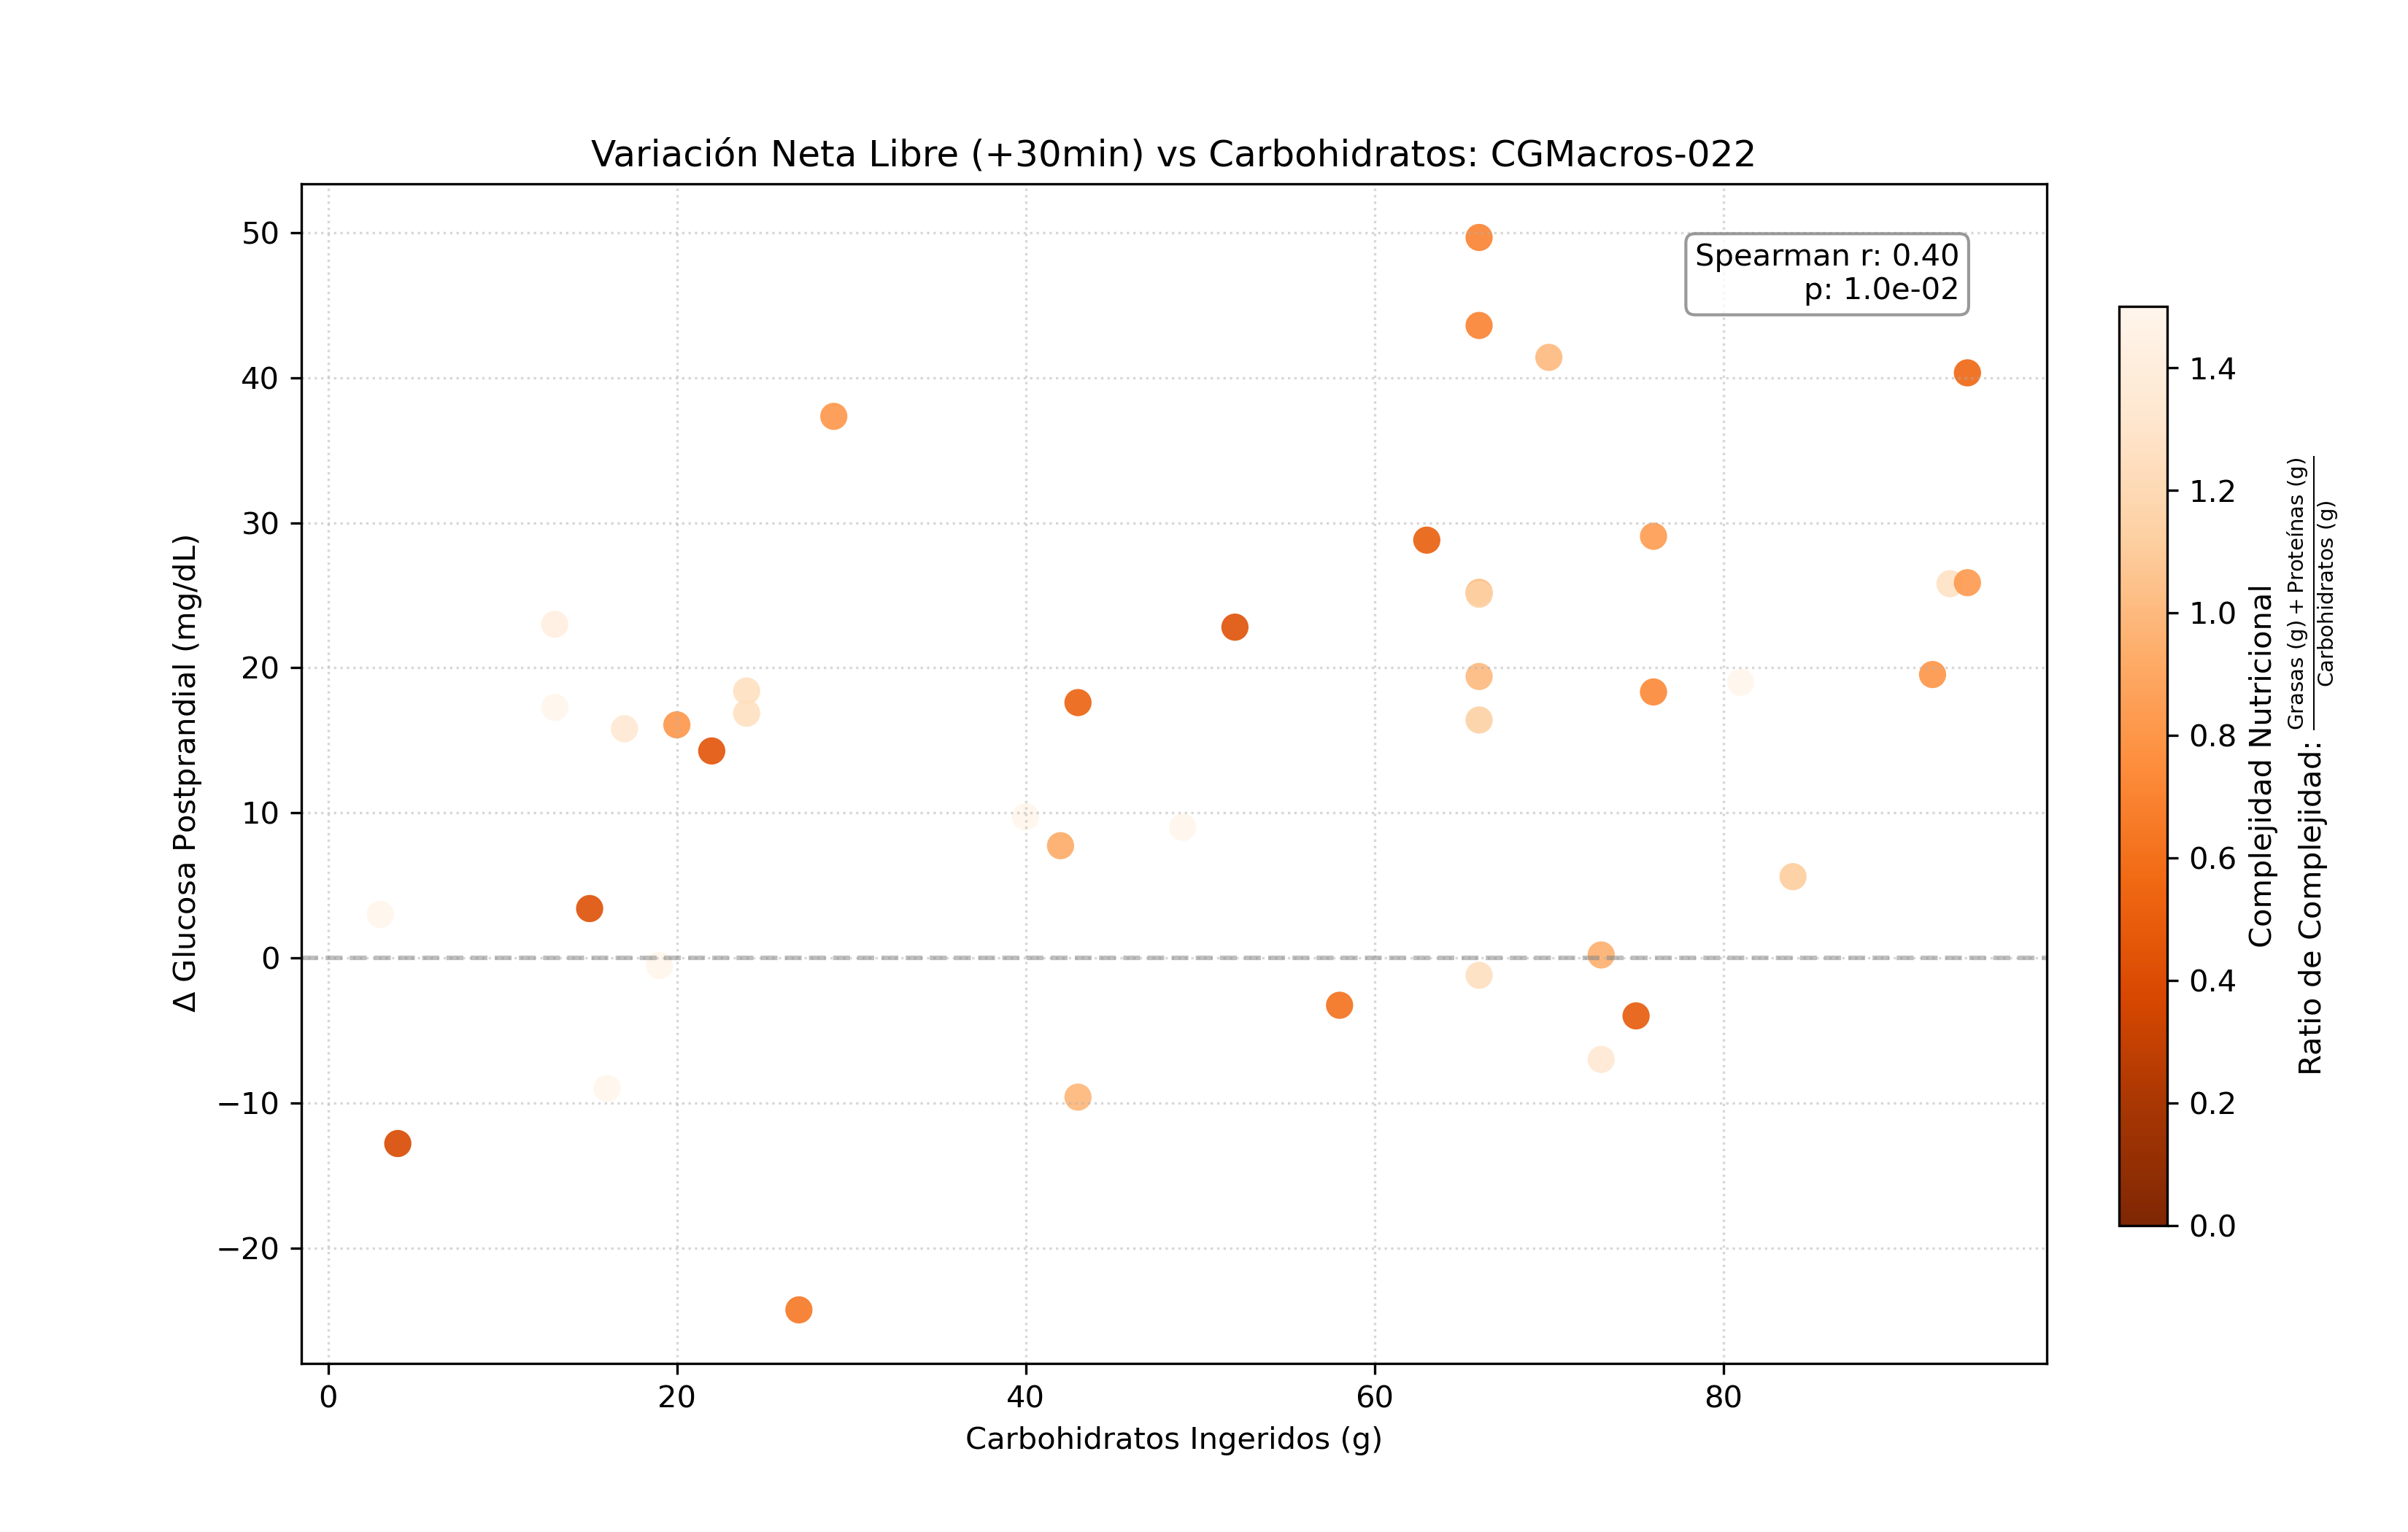 Variación Neta Libre (+30min) vs Carbohidratos: CGMacros-022
Spearman r: 0.40
p: 1.0e-02
Δ Glucosa Postprandial (mg/dL)
50
40
30
20
10
0
−10
−20
0
20
40
60
80
Carbohidratos Ingeridos (g)
1.4
1.2
1.0
0.8
0.6
0.4
0.2
0.0
Complejidad Nutricional
Ratio de Complejidad: Grasas (g) + Proteínas (g)
Carbohidratos (g)